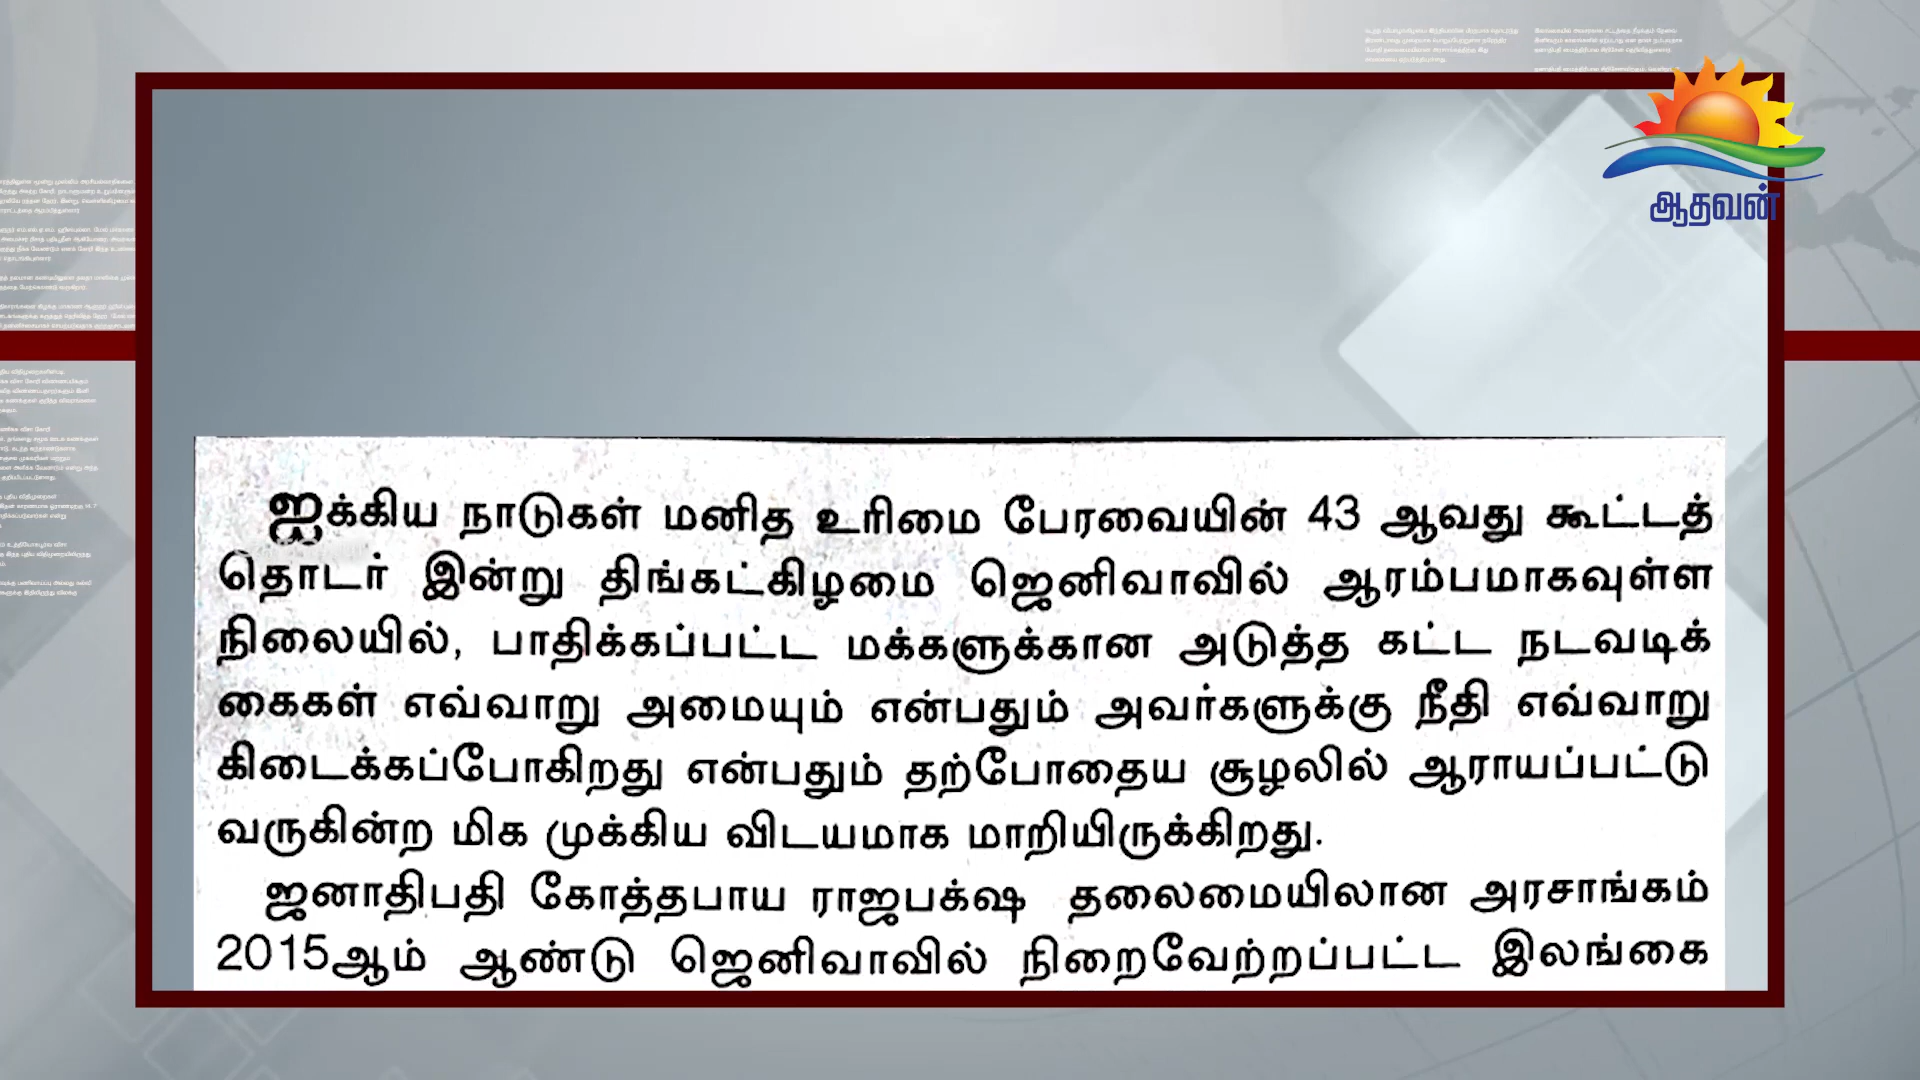 ஆதவன்
ஐக்கிய நாடுகள் மனித உரிமை பேரவையின் 43 ஆவது கூட்டத்
தொடர் இன்று திங்கட்கிழமை ஜெனிவாவில் ஆரம்பமாகவுள்ள
நிலையில், பாதிக்கப்பட்ட மக்களுக்கான அடுத்த கட்ட நடவடிக்
கைகள் எவ்வாறு அமையும் என்பதும் அவர்களுக்கு நீதி எவ்வாறு
கிடைக்கப்போகிறது என்பதும் தற்போதைய சூழலில் ஆராயப்பட்டு
வருகின்ற மிக முக்கிய விடயமாக மாறியிருக்கிறது.
ஜனாதிபதி கோத்தபாய ராஜபக்ஷ தலைமையிலான அரசாங்கம்
2015ஆம் ஆண்டு ஜெனிவாவில் நிறைவேற்றப்பட்ட இலங்கை